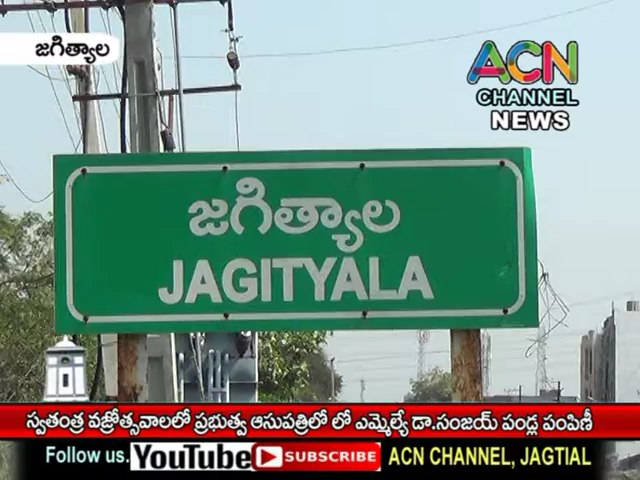 జగిత్యాల
ACN
CHANNEL
NEWS
జగిత్యాల
JAGITYALA
స్వతంత్ర వజ్రోత్సవాలలో ప్రభుత్వ ఆసుపత్రిలో లో ఎమ్మెల్యే డా.సంజయ్ పండ్ల పంపిణీ
Follow us. YouTube SUBSCRIBE ACN CHANNEL, JAGTIAL